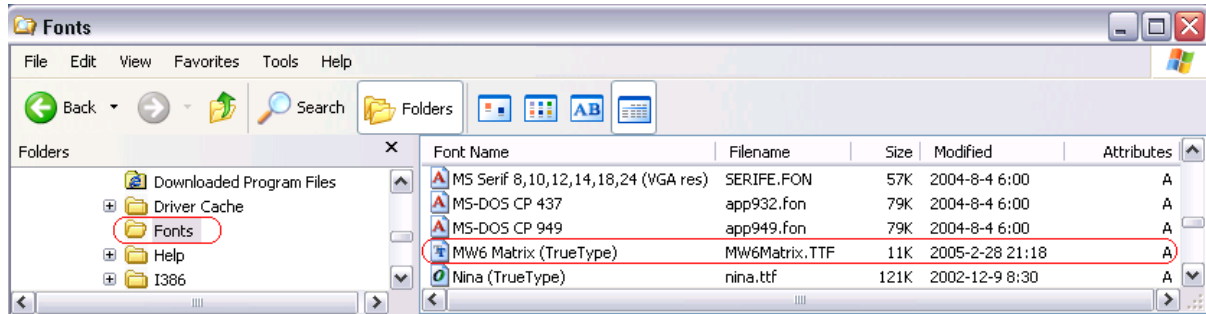 Fonts
File Edit View Favorites Tools Help
Back Search Folders AB
Folders X
Font Name Filename Size Modified Attributes
Downloaded Program Files
Driver Cache
Fonts
Help
I386
MS Serif 8,10,12,14,18,24 (VGA res) SERIFE.FON 57K 2004-8-4 6:00 A
MS-DOS CP 437 app932.fon 79K 2004-8-4 6:00 A
MS-DOS CP 949 app949.fon 79K 2004-8-4 6:00 A
MW6 Matrix (TrueType) MW6Matrix.TTF 11K 2005-2-28 21:18 A
Nina (TrueType) nina.ttf 121K 2002-12-9 8:30 A